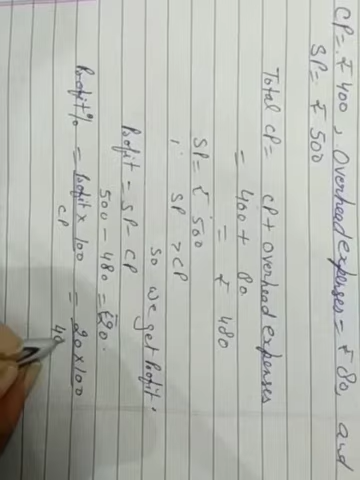 CP = ₹ 400, Overhead expenses = ₹ 80, and
SP = ₹ 500
Total CP = CP + Overhead expenses
= 400 + 80
= ₹ 480
SP = ₹ 500
SP > CP
so we get Profit.
Profit = SP - CP
500 - 480 = ₹20.
Profit% = Profit × 100 = 20 × 100
CP 40